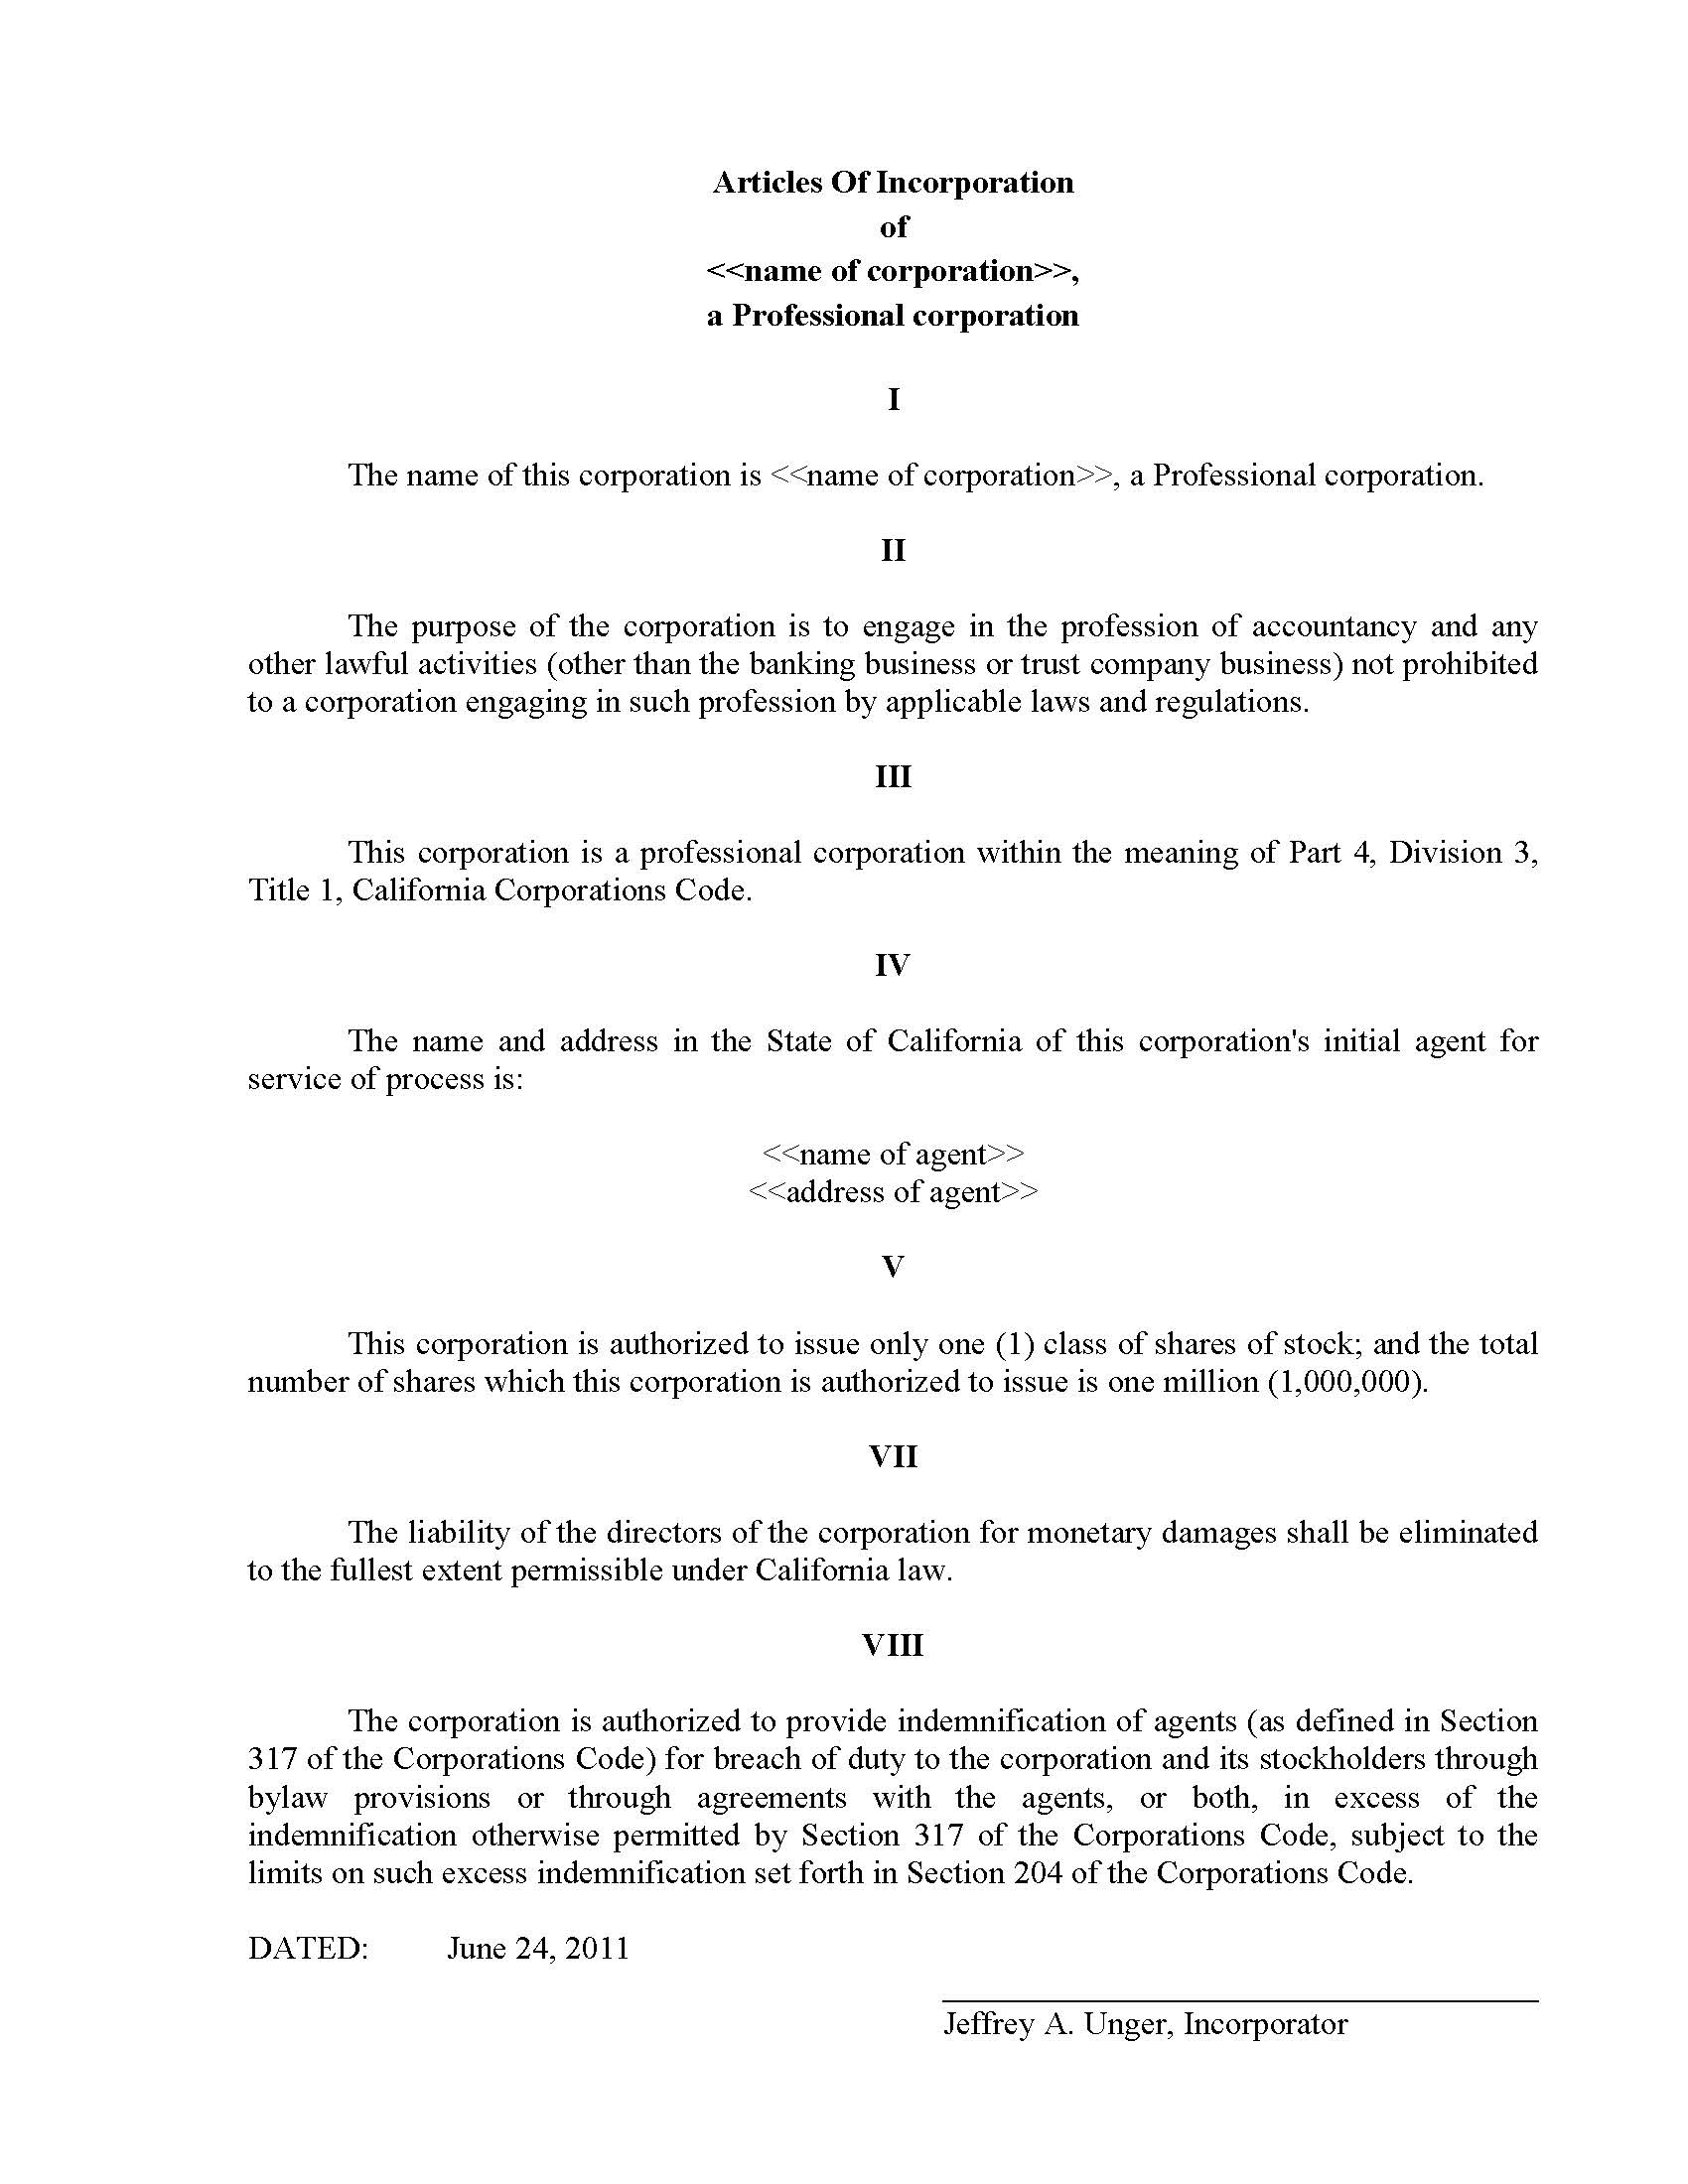 Articles Of Incorporation
of
<<name of corporation>>,
a Professional corporation
I
The name of this corporation is <<name of corporation>>, a Professional corporation.
II
The purpose of the corporation is to engage in the profession of accountancy and any
other lawful activities (other than the banking business or trust company business) not prohibited
to a corporation engaging in such profession by applicable laws and regulations.
III
This corporation is a professional corporation within the meaning of Part 4, Division 3,
Title 1, California Corporations Code.
IV
The name and address in the State of California of this corporation's initial agent for
service of process is:
<<name of agent>>
<<address of agent>>
V
This corporation is authorized to issue only one (1) class of shares of stock; and the total
number of shares which this corporation is authorized to issue is one million (1,000,000).
VII
The liability of the directors of the corporation for monetary damages shall be eliminated
to the fullest extent permissible under California law.
VIII
The corporation is authorized to provide indemnification of agents (as defined in Section
317 of the Corporations Code) for breach of duty to the corporation and its stockholders through
bylaw provisions or through agreements with the agents, or both, in excess of the
indemnification otherwise permitted by Section 317 of the Corporations Code, subject to the
limits on such excess indemnification set forth in Section 204 of the Corporations Code.
DATED: June 24, 2011
Jeffrey A. Unger, Incorporator